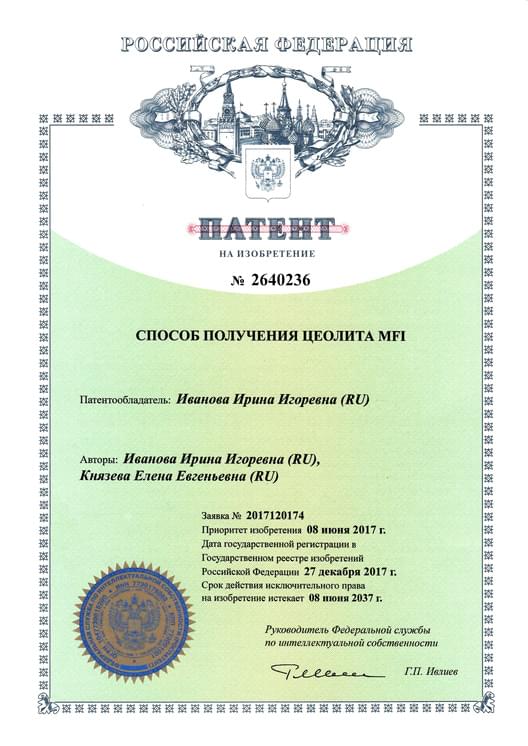 РОССИЙСКАЯ ФЕДЕРАЦИЯ
ПАТЕНТ
НА ИЗОБРЕТЕНИЕ
№ 2640236
СПОСОБ ПОЛУЧЕНИЯ ЦЕОЛИТА MFI
Патентообладатель: Иванова Ирина Игоревна (RU)
Авторы: Иванова Ирина Игоревна (RU),
Князева Елена Евгеньевна (RU)
Заявка № 2017120174
Приоритет изобретения 08 июня 2017 г.
Дата государственной регистрации в
Государственном реестре изобретений
Российской Федерации 27 декабря 2017 г.
Срок действия исключительного права
на изобретение истекает 08 июня 2037 г.
Руководитель Федеральной службы
по интеллектуальной собственности
Г.П. Ивлиев